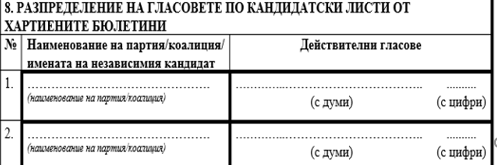 8. РАЗПРЕДЕЛЕНИЕ НА ГЛАСОВЕТЕ ПО КАНДИДАТСКИ ЛИСТИ ОТ
ХАРТИЕНИТЕ БЮЛЕТИНИ
№ Наименование на партия/коалиция/ Действителни гласове
имената на независимия кандидат
1. ........................................ ........................................ ..........
(наименование на партия/коалиция) (с думи) (с цифри)
2. ........................................ ........................................ ..........
(наименование на партия/коалиция) (с думи) (с цифри)